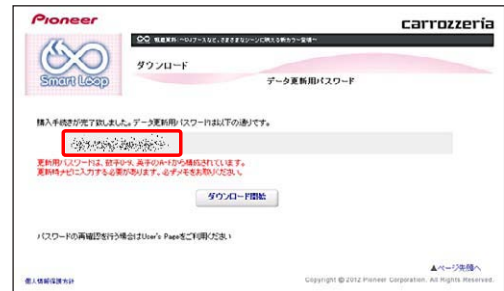 Pioneer
carrozzeria
Smart Loop
ダウンロード
データ更新用パスワード
購入手続きが完了致しました。データ更新用パスワードは以下の通りです。
更新用パスワードは、数字0-9、英字のA-Fから構成されています。
更新時ナビに入力する必要があります。必ずメモをお取りください。
ダウンロード開始
パスワードの再確認を行う場合はUser's Pageをご利用ください
▲ページ先頭へ
個人情報保護方針
Copyright © 2012 Pioneer Corporation. All Rights Reserved.